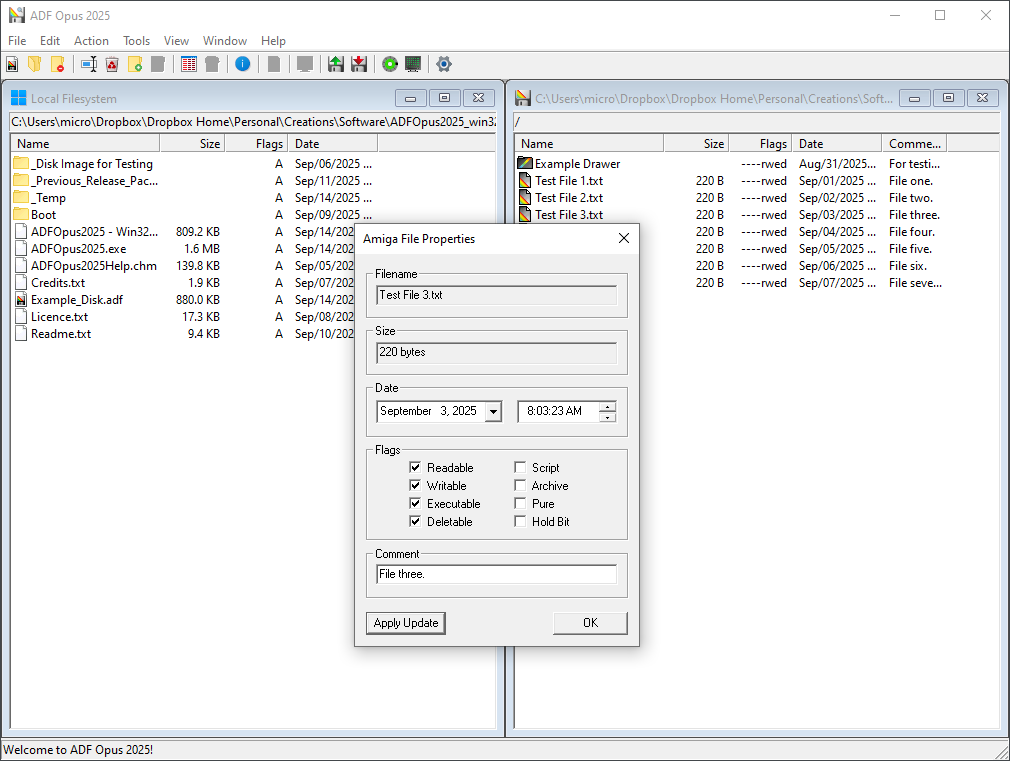 ADF Opus 2025
File Edit Action Tools View Window Help
Local Filesystem
C:\Users\micro\Dropbox\Dropbox Home\Personal\Creations\Software\ADFOpus2025_win32
Name Size Flags Date
_Disk Image for Testing A Sep/06/2025 ...
_Previous_Release_Pac... A Sep/11/2025 ...
_Temp A Sep/14/2025 ...
Boot A Sep/09/2025 ...
ADFOpus2025 - Win32... 809.2 KB A Sep/14/202
ADFOpus2025.exe 1.6 MB A Sep/14/202
ADFOpus2025Help.chm 139.8 KB A Sep/05/202
Credits.txt 1.9 KB A Sep/07/202
Example_Disk.adf 880.0 KB A Sep/14/202
Licence.txt 17.3 KB A Sep/08/202
Readme.txt 9.4 KB A Sep/10/202
C:\Users\micro\Dropbox\Dropbox Home\Personal\Creations\Soft...
/
Name Size Flags Date Comme...
Example Drawer ----rwed Aug/31/2025... For testi...
Test File 1.txt 220 B ----rwed Sep/01/2025 ... File one.
Test File 2.txt 220 B ----rwed Sep/02/2025 ... File two.
Test File 3.txt 220 B ----rwed Sep/03/2025 ... File three.
220 B ----rwed Sep/04/2025 ... File four.
220 B ----rwed Sep/05/2025 ... File five.
220 B ----rwed Sep/06/2025 ... File six.
220 B ----rwed Sep/07/2025 ... File seve...
Amiga File Properties
Filename
Test File 3.txt
Size
220 bytes
Date
September 3, 2025 8:03:23 AM
Flags
Readable Script
Writable Archive
Executable Pure
Deletable Hold Bit
Comment
File three.
Apply Update OK
Welcome to ADF Opus 2025!